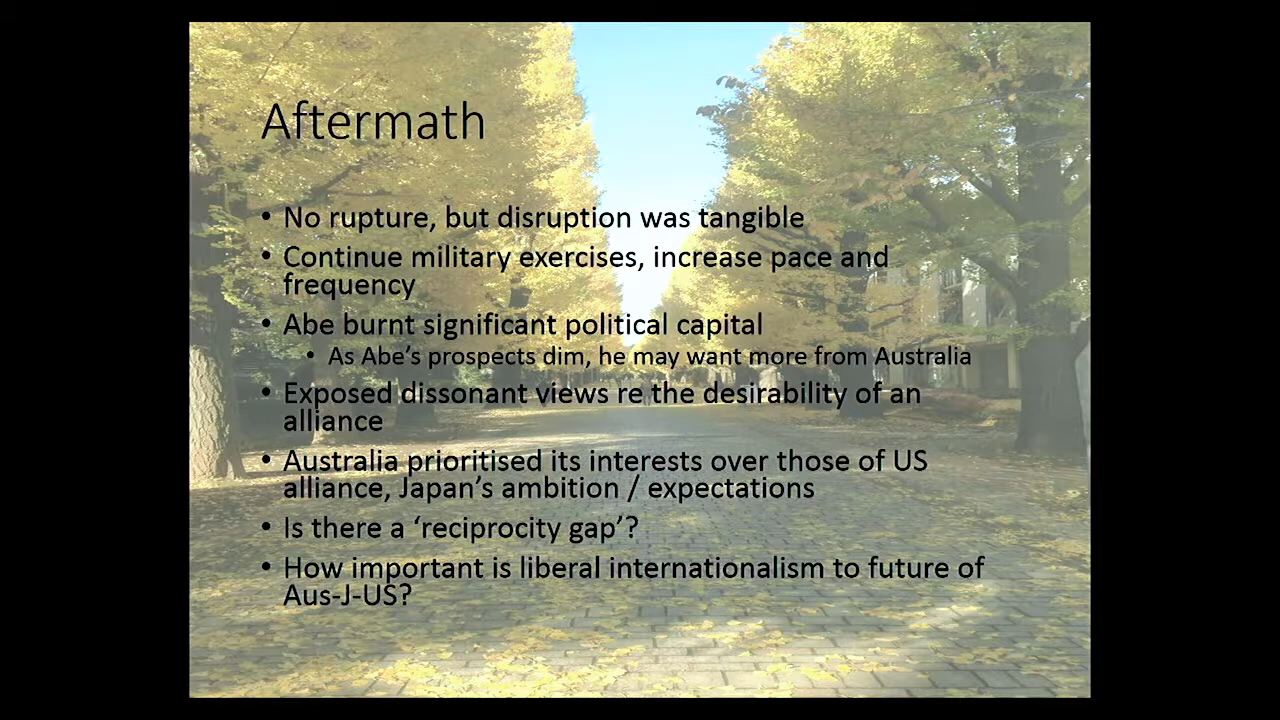 Aftermath
• No rupture, but disruption was tangible
• Continue military exercises, increase pace and
frequency
• Abe burnt significant political capital
• As Abe’s prospects dim, he may want more from Australia
• Exposed dissonant views re the desirability of an
alliance
• Australia prioritised its interests over those of US
alliance, Japan’s ambition / expectations
• Is there a ‘reciprocity gap’?
• How important is liberal internationalism to future of
Aus-J-US?